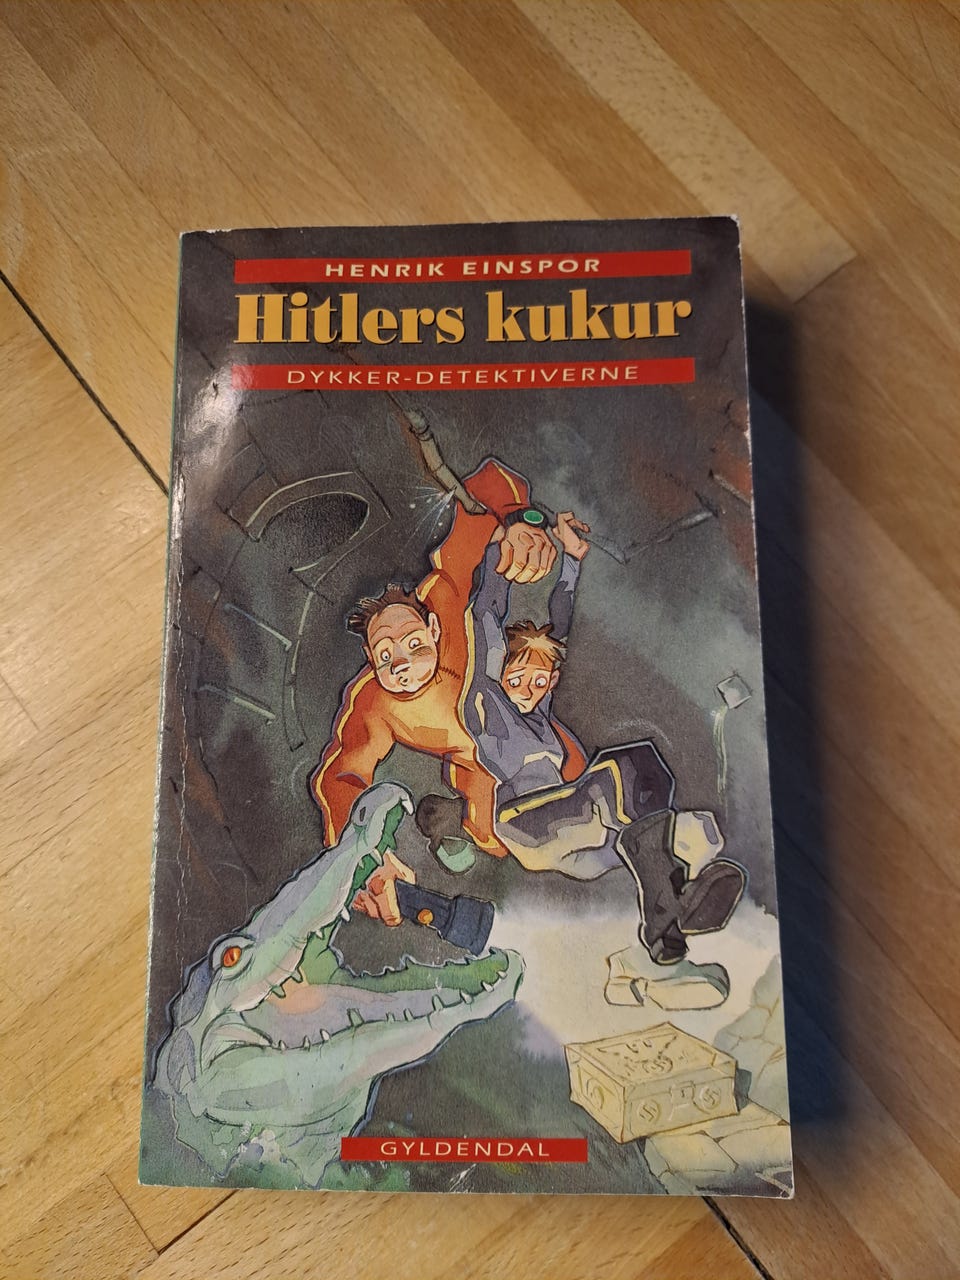 HENRIK EINSPOR
Hitlers kukur
DYKKER-DETEKTIVERNE
GYLDENDAL